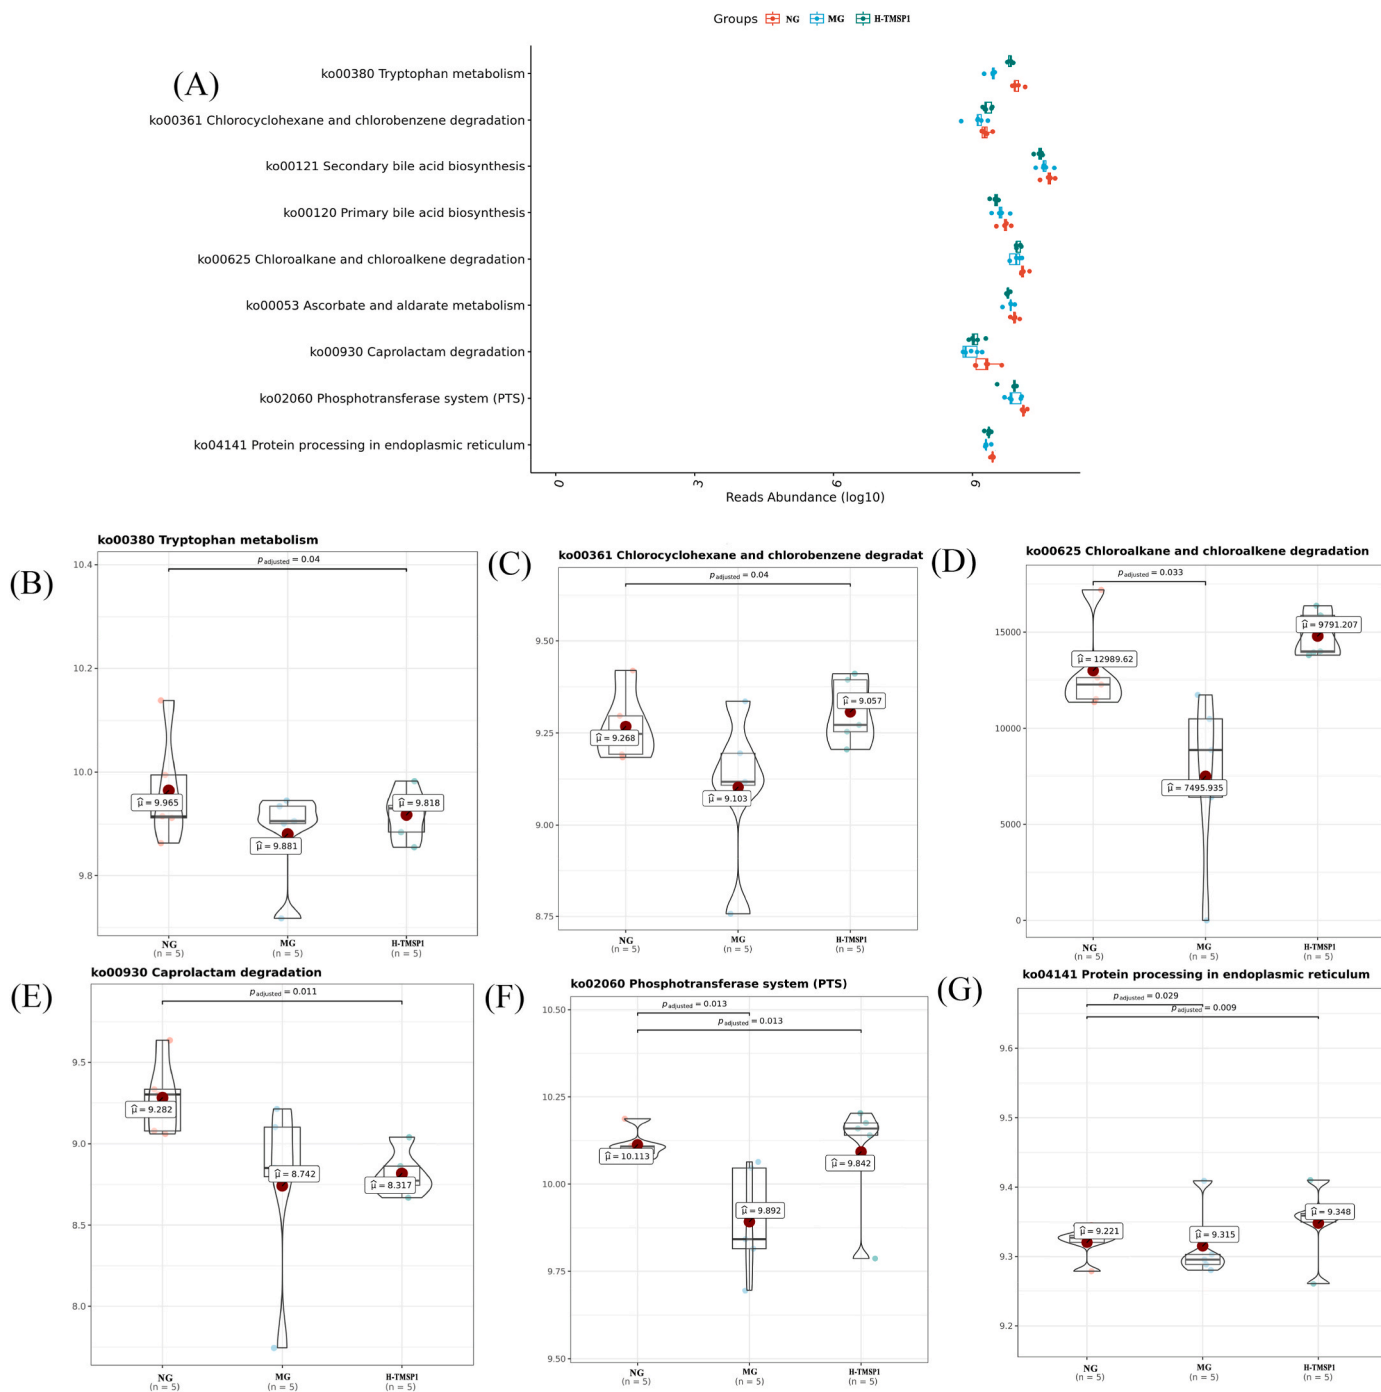 Groups NG MG H-TMSP1
(A)
ko00380 Tryptophan metabolism
ko00361 Chlorocyclohexane and chlorobenzene degradation
ko00121 Secondary bile acid biosynthesis
ko00120 Primary bile acid biosynthesis
ko00625 Chloroalkane and chloroalkene degradation
ko00053 Ascorbate and aldarate metabolism
ko00930 Caprolactam degradation
ko02060 Phosphotransferase system (PTS)
ko04141 Protein processing in endoplasmic reticulum
0 3 6 9
Reads Abundance (log10)
(B)
ko00380 Tryptophan metabolism
p adjusted = 0.04
10.4
10.2
10.0
9.8
μ̂ = 9.965
μ̂ = 9.881
μ̂ = 9.818
NG MG H-TMSP1
(n = 5) (n = 5) (n = 5)
(C)
ko00361 Chlorocyclohexane and chlorobenzene degradat
p adjusted = 0.04
9.50
9.25
9.00
8.75
μ̂ = 9.268
μ̂ = 9.103
μ̂ = 9.057
NG MG H-TMSP1
(n = 5) (n = 5) (n = 5)
(D)
ko00625 Chloroalkane and chloroalkene degradation
p adjusted = 0.033
15000
10000
5000
0
μ̂ = 12989.62
μ̂ = 7495.935
μ̂ = 9791.207
NG MG H-TMSP1
(n = 5) (n = 5) (n = 5)
(E)
ko00930 Caprolactam degradation
p adjusted = 0.011
9.5
9.0
8.5
8.0
μ̂ = 9.282
μ̂ = 8.742
μ̂ = 8.317
NG MG H-TMSP1
(n = 5) (n = 5) (n = 5)
(F)
ko02060 Phosphotransferase system (PTS)
p adjusted = 0.013
p adjusted = 0.013
10.50
10.25
10.00
9.75
9.50
μ̂ = 10.113
μ̂ = 9.892
μ̂ = 9.842
NG MG H-TMSP1
(n = 5) (n = 5) (n = 5)
(G)
ko04141 Protein processing in endoplasmic reticulum
p adjusted = 0.029
p adjusted = 0.009
9.6
9.5
9.4
9.3
9.2
μ̂ = 9.221
μ̂ = 9.315
μ̂ = 9.348
NG MG H-TMSP1
(n = 5) (n = 5) (n = 5)